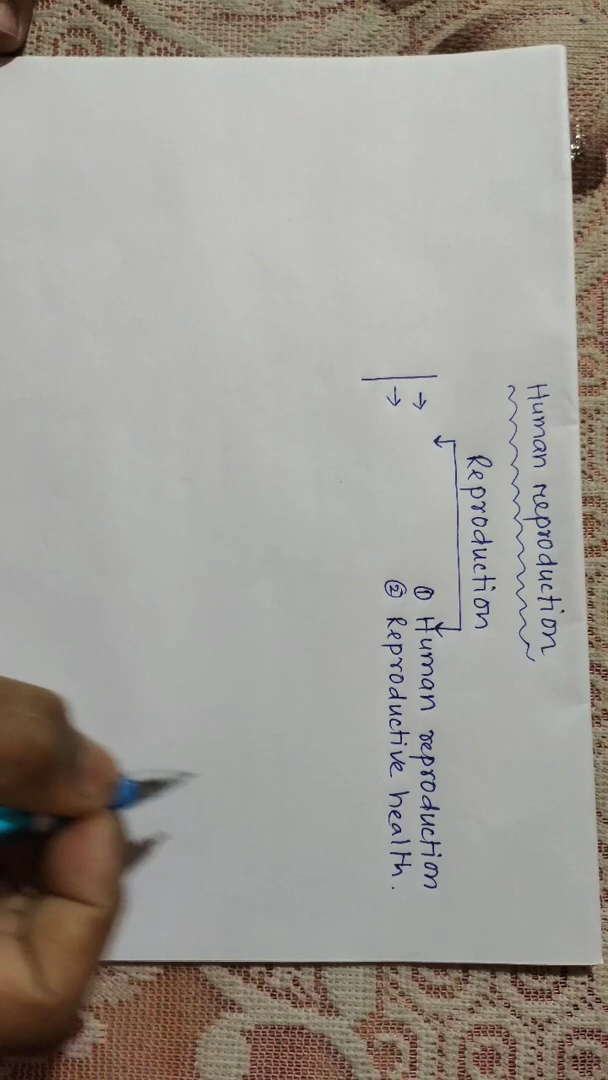 Human reproduction
Reproduction
① Human reproduction
② Reproductive health.